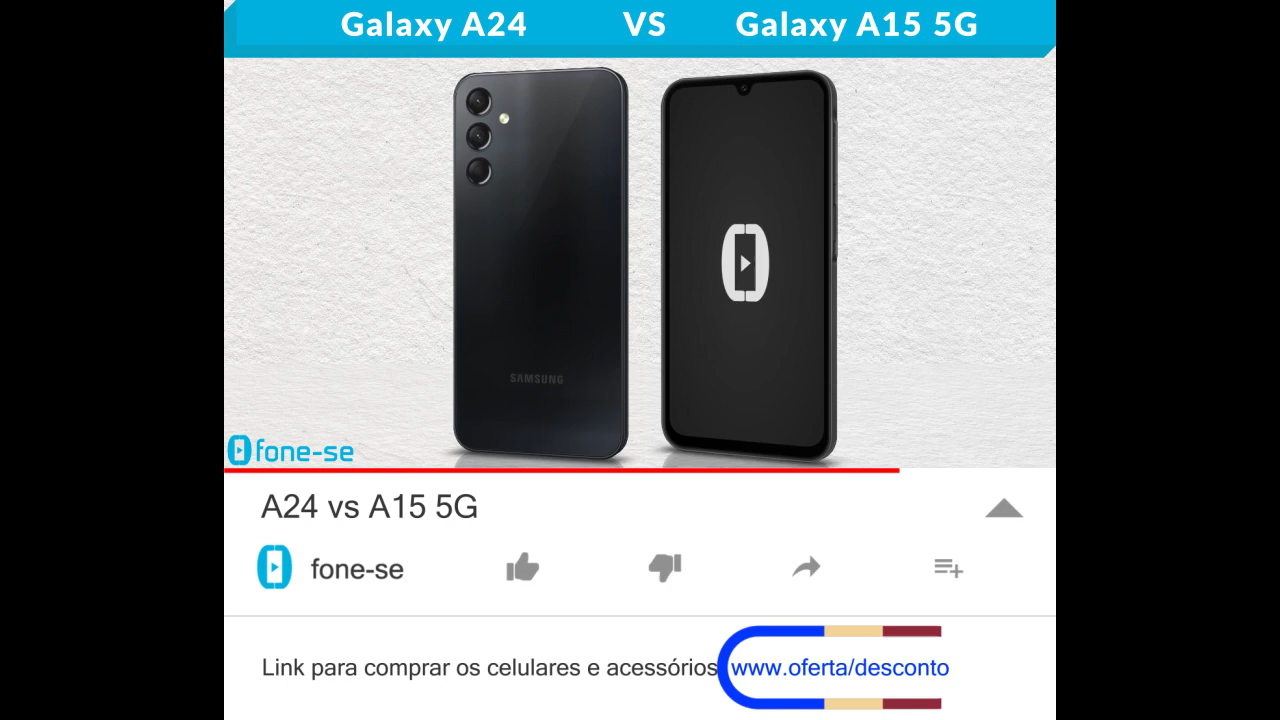 Galaxy A24 VS Galaxy A15 5G
SAMSUNG
fone-se
A24 vs A15 5G
fone-se
Link para comprar os celulares e acessórios www.oferta/desconto